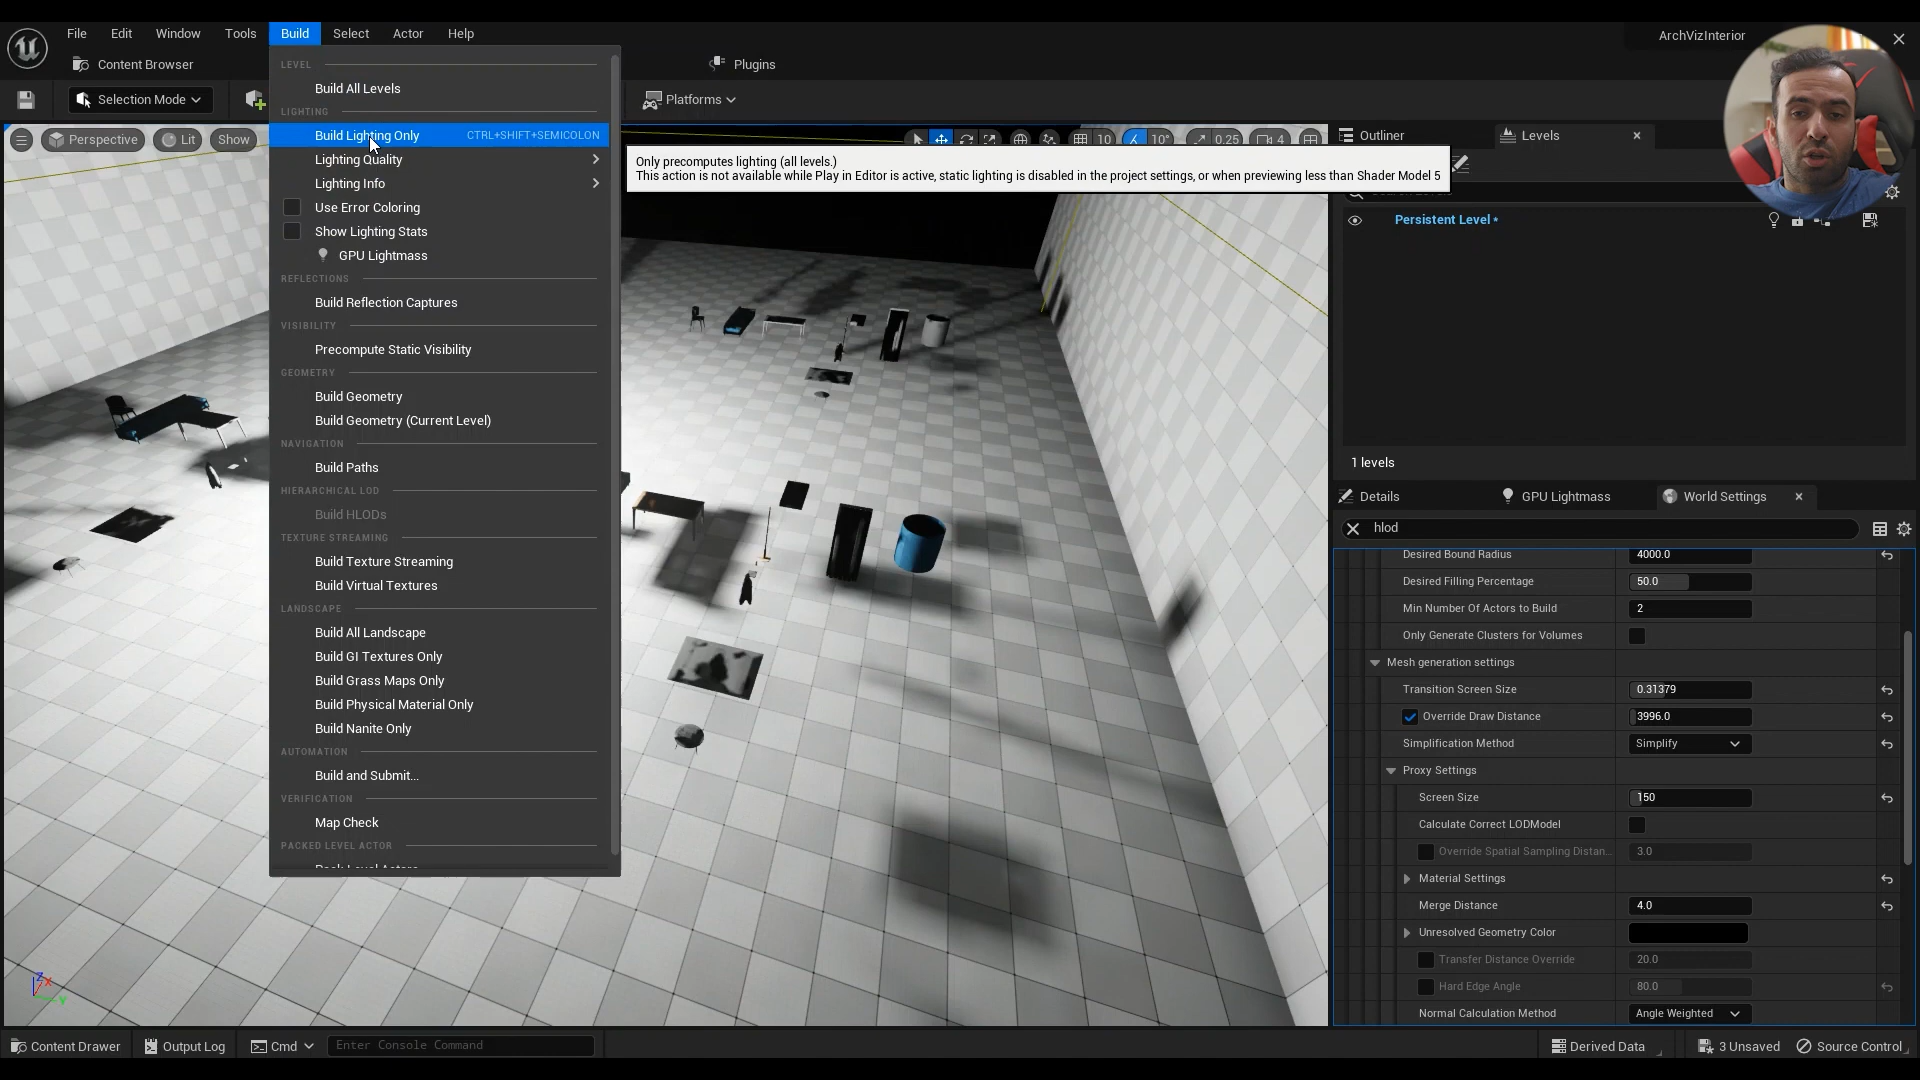 File Edit Window Tools Build Select Actor Help
ArchVizInterior
Content Browser
Plugins
Selection Mode
Platforms
LEVEL
Build All Levels
LIGHTING
Build Lighting Only CTRL+SHIFT+SEMICOLON
Lighting Quality
Lighting Info
Use Error Coloring
Show Lighting Stats
GPU Lightmass
REFLECTIONS
Build Reflection Captures
VISIBILITY
Precompute Static Visibility
GEOMETRY
Build Geometry
Build Geometry (Current Level)
NAVIGATION
Build Paths
HIERARCHICAL LOD
Build HLODs
TEXTURE STREAMING
Build Texture Streaming
Build Virtual Textures
LANDSCAPE
Build All Landscape
Build GI Textures Only
Build Grass Maps Only
Build Physical Material Only
Build Nanite Only
AUTOMATION
Build and Submit...
VERIFICATION
Map Check
PACKED LEVEL ACTOR
Perspective Lit Show
10 10° 0.25 4
Only precomputes lighting (all levels.)
This action is not available while Play in Editor is active, static lighting is disabled in the project settings, or when previewing less than Shader Model 5
Outliner Levels
Persistent Level *
1 levels
Details GPU Lightmass World Settings
hlod
Desired Bound Radius 4000.0
Desired Filling Percentage 50.0
Min Number Of Actors to Build 2
Only Generate Clusters for Volumes
Mesh generation settings
Transition Screen Size 0.31379
Override Draw Distance 3996.0
Simplification Method Simplify
Proxy Settings
Screen Size 150
Calculate Correct LODModel
Override Spatial Sampling Distan... 3.0
Material Settings
Merge Distance 4.0
Unresolved Geometry Color
Transfer Distance Override 20.0
Hard Edge Angle 80.0
Normal Calculation Method Angle Weighted
Content Drawer Output Log Cmd Enter Console Command
Derived Data 3 Unsaved Source Control